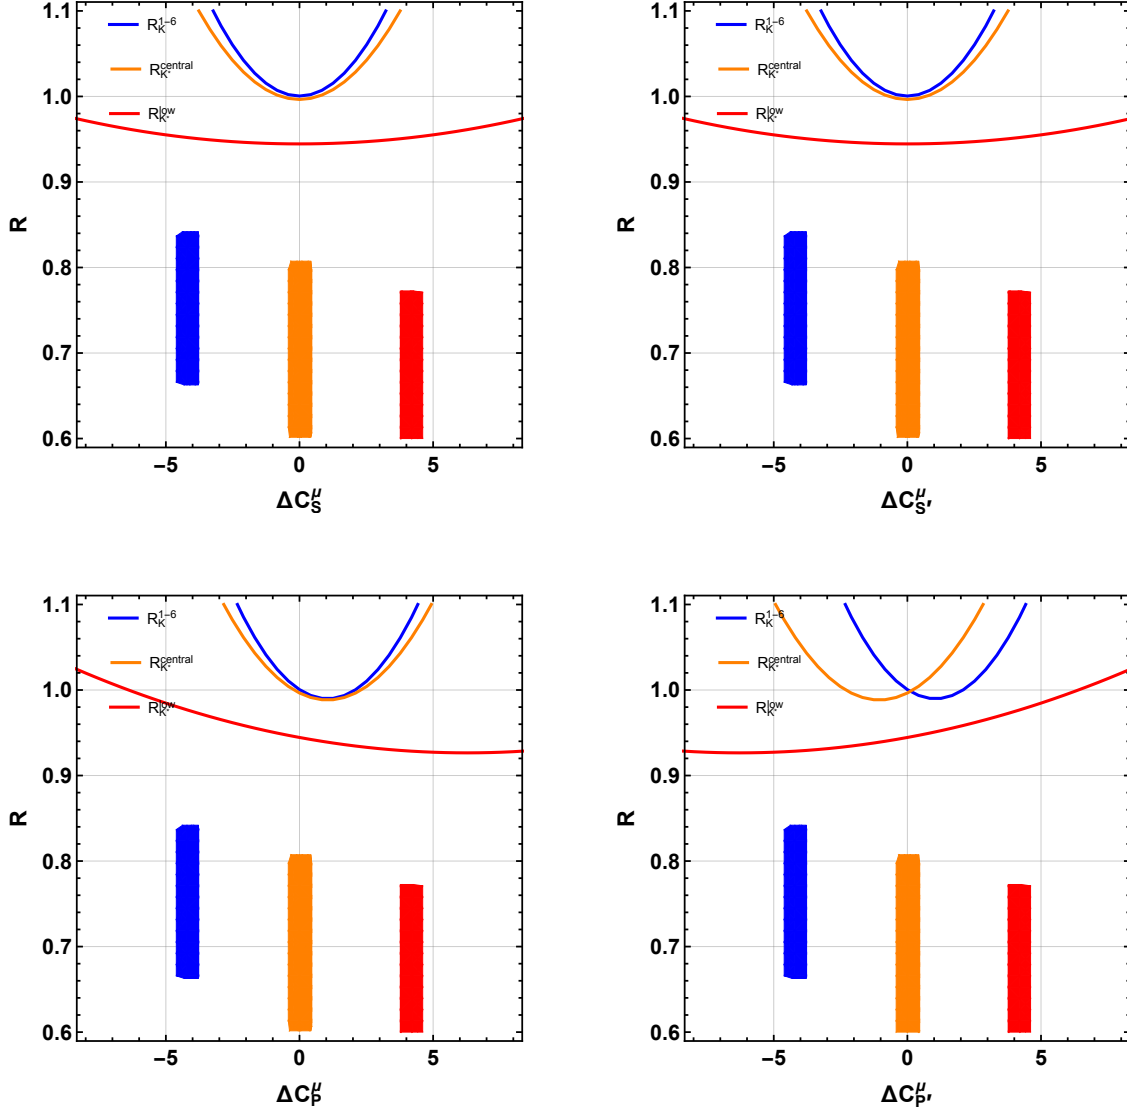 1.1
1.0
0.9
0.8
0.7
0.6
R
R_K^{1-6}
R_{K*}^{central}
R_{K*}^{low}
−5 0 5
ΔC_S^μ
1.1
1.0
0.9
0.8
0.7
0.6
R
R_K^{1-6}
R_{K*}^{central}
R_{K*}^{low}
−5 0 5
ΔC_{S'}^μ
1.1
1.0
0.9
0.8
0.7
0.6
R
R_K^{1-6}
R_{K*}^{central}
R_{K*}^{low}
−5 0 5
ΔC_P^μ
1.1
1.0
0.9
0.8
0.7
0.6
R
R_K^{1-6}
R_{K*}^{central}
R_{K*}^{low}
−5 0 5
ΔC_{P'}^μ